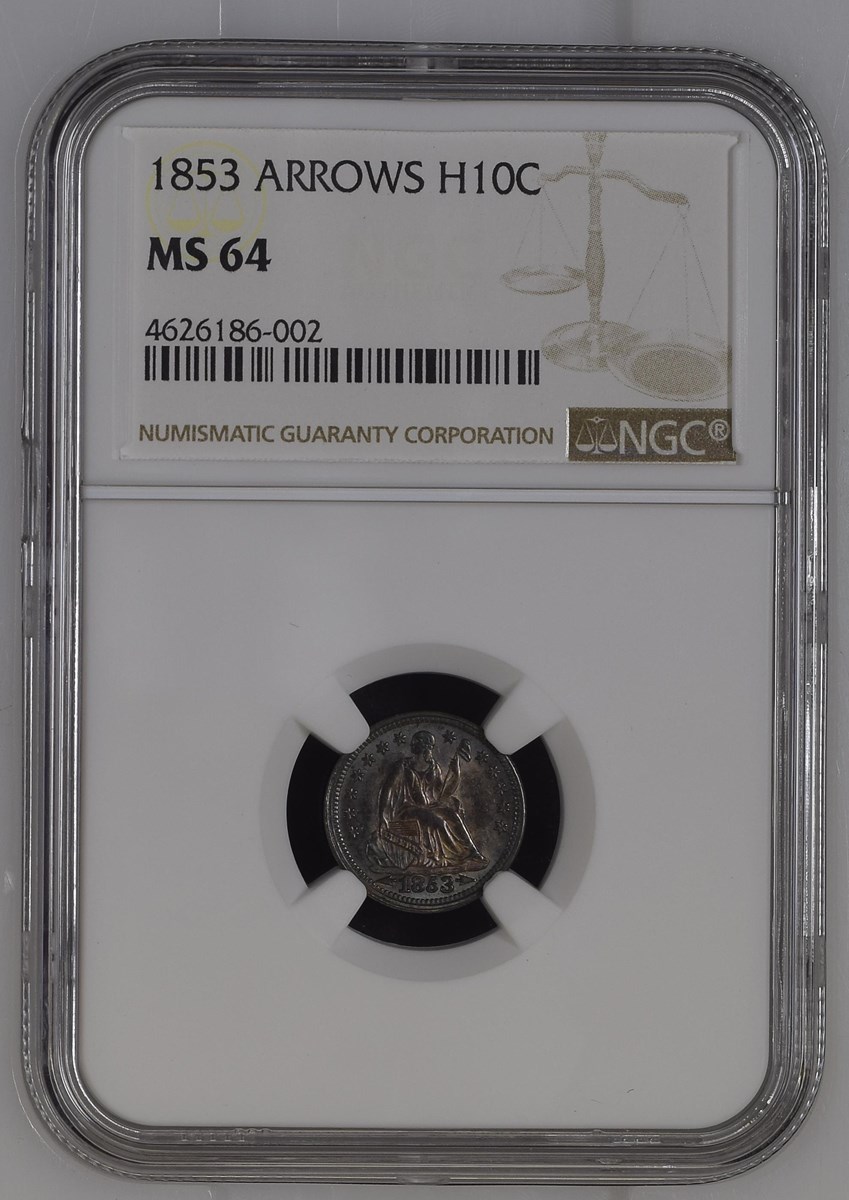 1853 ARROWS H10C
MS 64
4626186-002
NUMISMATIC GUARANTY CORPORATION
NGC®
1853